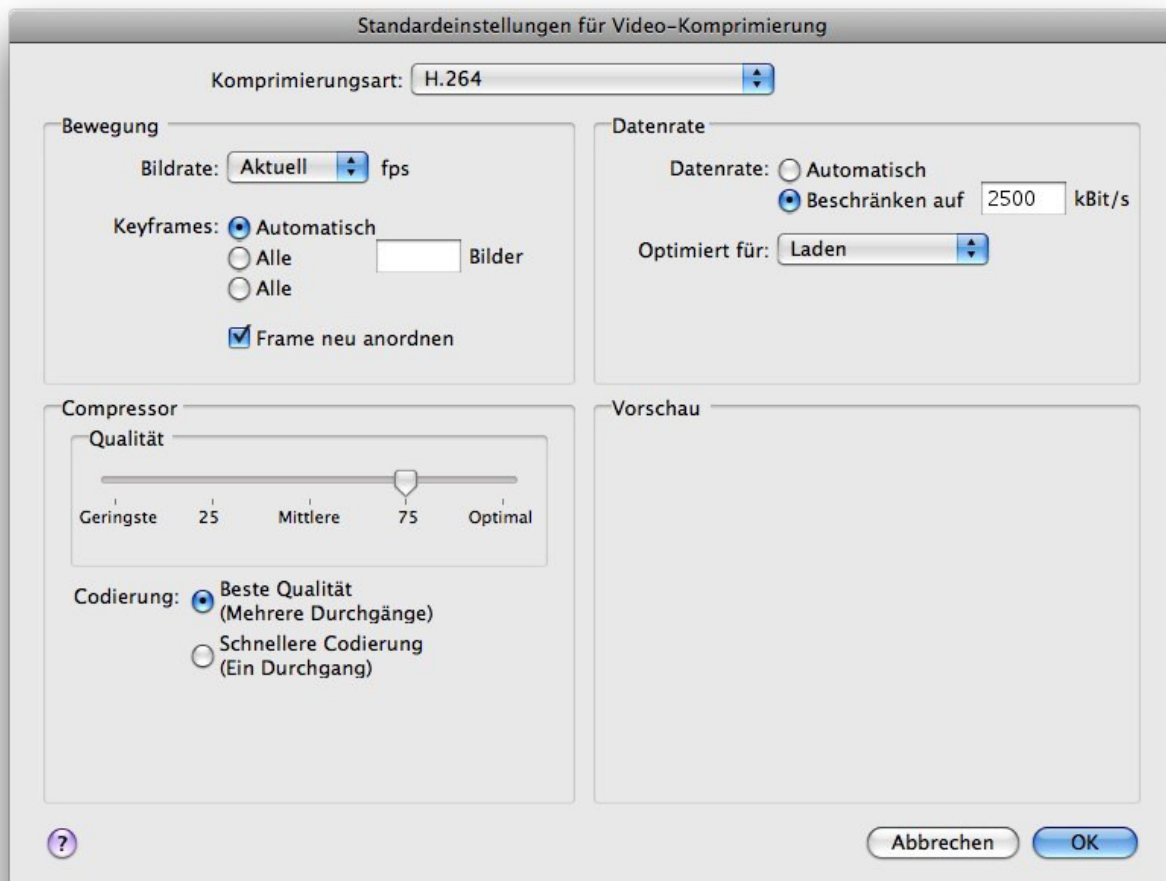 Standardeinstellungen für Video-Komprimierung
Komprimierungsart: H.264
Bewegung
Bildrate: Aktuell fps
Keyframes: Automatisch
Alle Bilder
Alle
Frame neu anordnen
Datenrate
Datenrate: Automatisch
Beschränken auf 2500 kBit/s
Optimiert für: Laden
Compressor
Qualität
Geringste 25 Mittlere 75 Optimal
Codierung: Beste Qualität
(Mehrere Durchgänge)
Schnellere Codierung
(Ein Durchgang)
Vorschau
?
Abbrechen OK